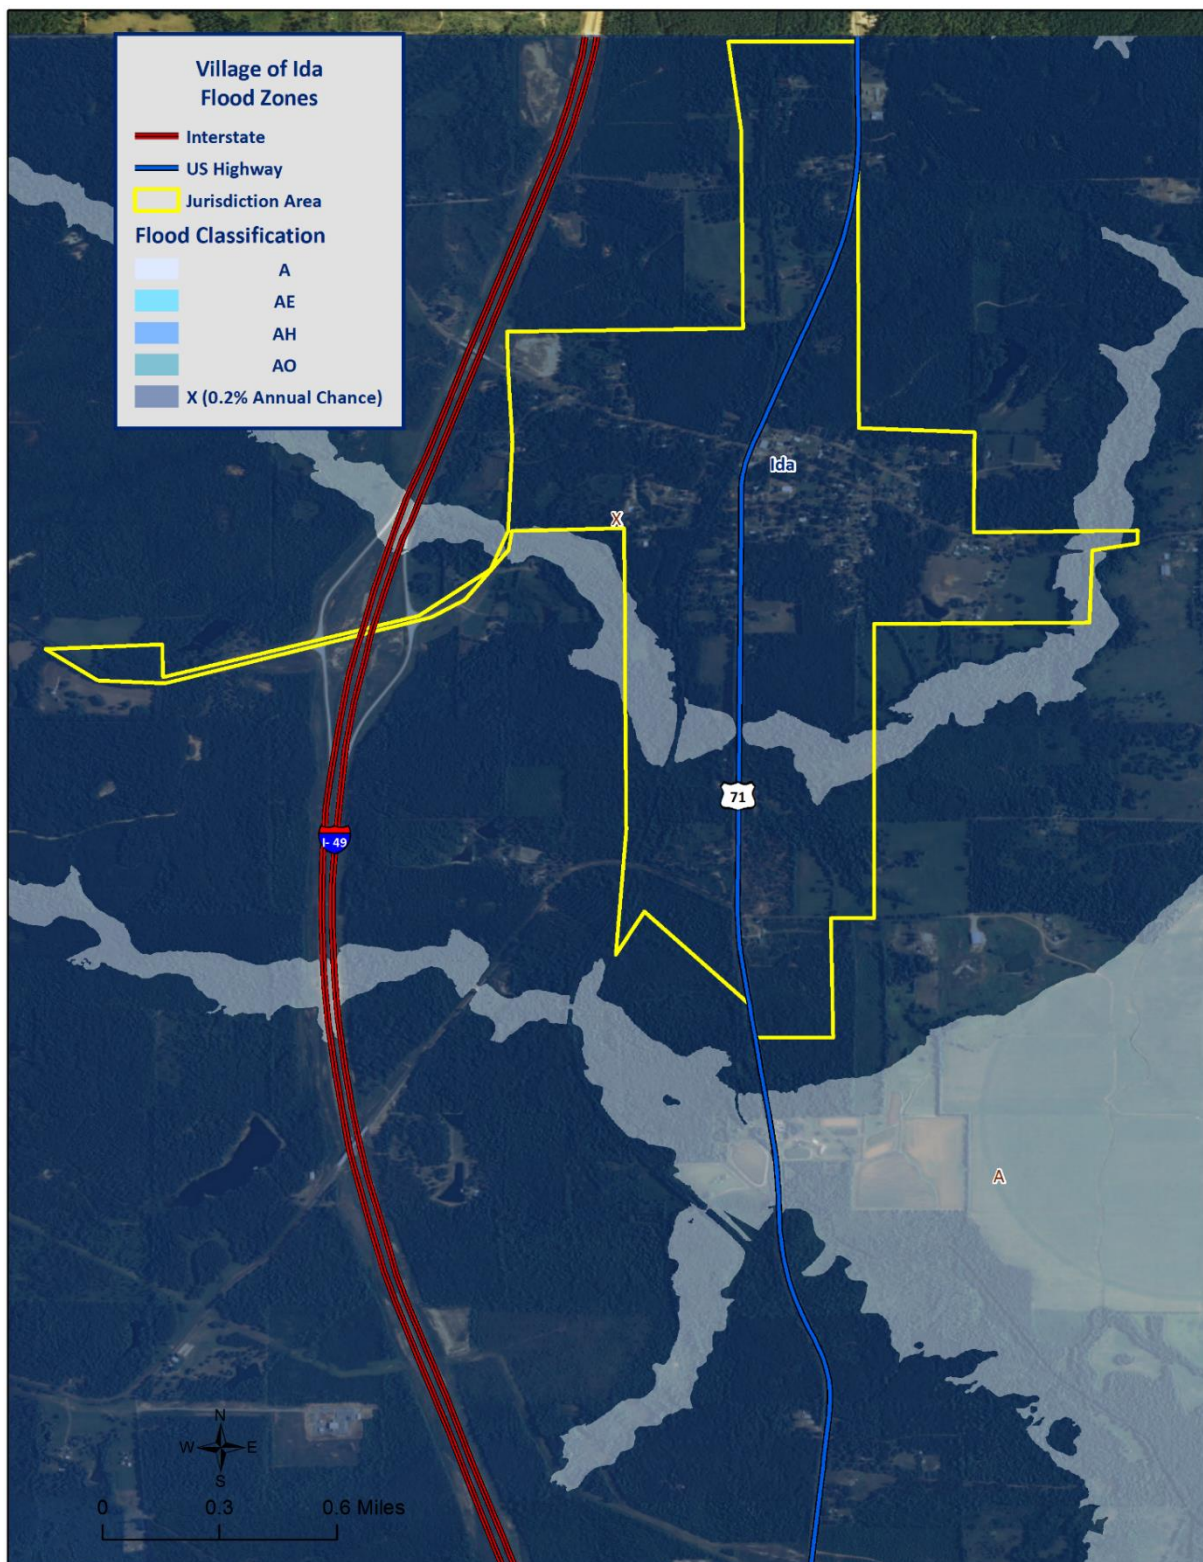 Village of Ida
Flood Zones
Interstate
US Highway
Jurisdiction Area
Flood Classification
A
AE
AH
AO
X (0.2% Annual Chance)
Ida
X
71
I- 49
A
N
W E
S
0 0.3 0.6 Miles